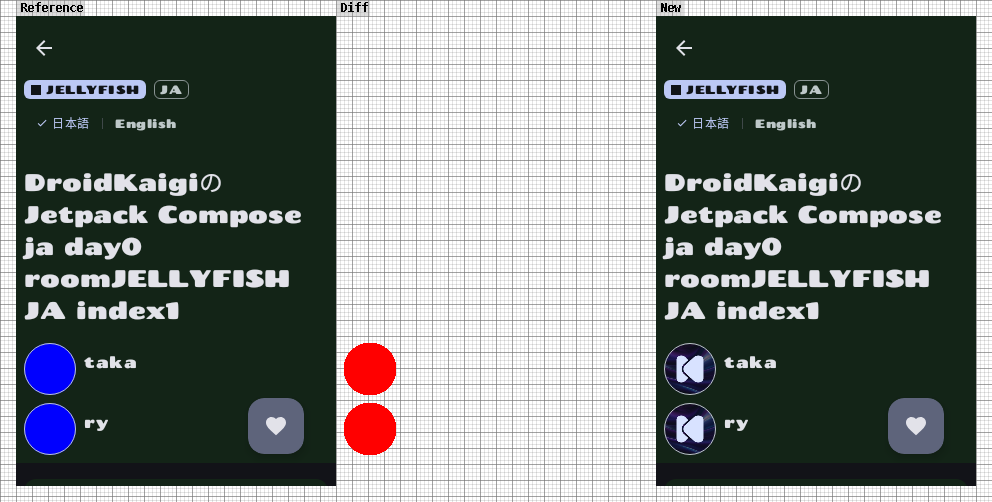 Reference
Diff
New
JELLYFISH JA
日本語 English
DroidKaigiの
Jetpack Compose
ja day0
roomJELLYFISH
JA index1
taka
ry
JELLYFISH JA
日本語 English
DroidKaigiの
Jetpack Compose
ja day0
roomJELLYFISH
JA index1
taka
ry